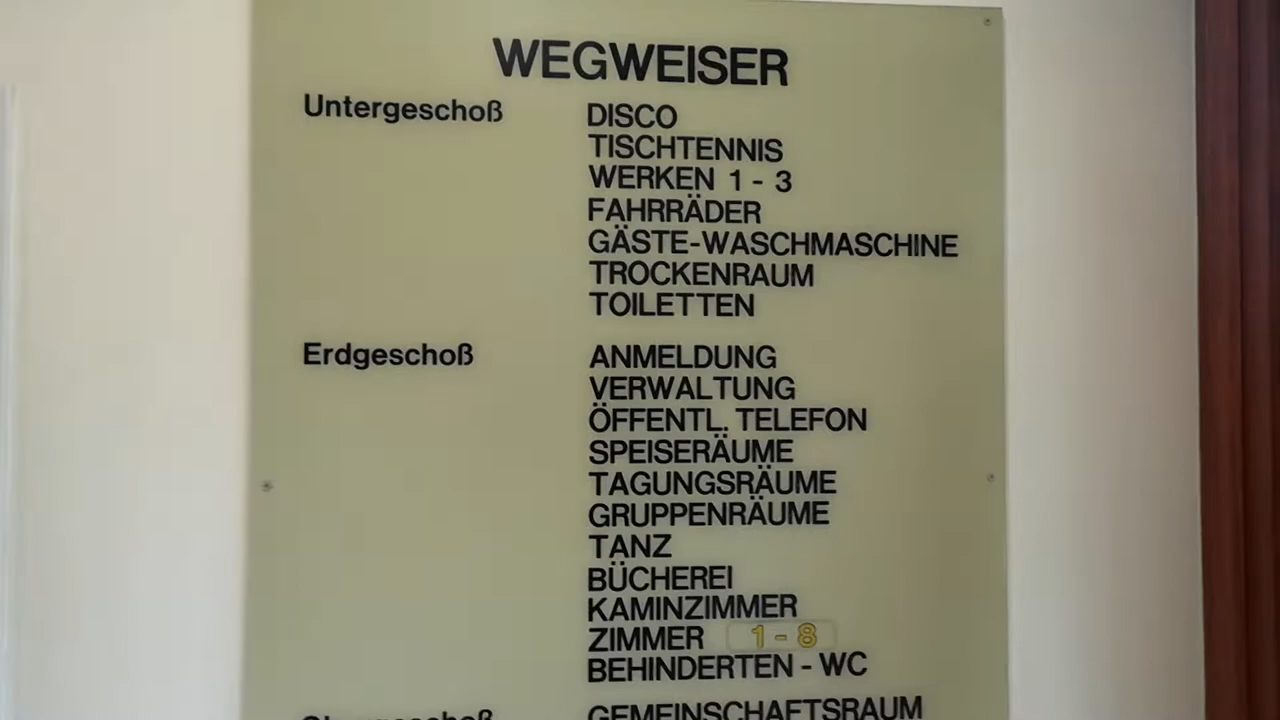 WEGWEISER
Untergeschoß DISCO
TISCHTENNIS
WERKEN 1 - 3
FAHRRÄDER
GÄSTE-WASCHMASCHINE
TROCKENRAUM
TOILETTEN
Erdgeschoß ANMELDUNG
VERWALTUNG
ÖFFENTL. TELEFON
SPEISERÄUME
TAGUNGSRÄUME
GRUPPENRÄUME
TANZ
BÜCHEREI
KAMINZIMMER
ZIMMER 1 - 8
BEHINDERTEN - WC
GEMEINSCHAFTSRAUM